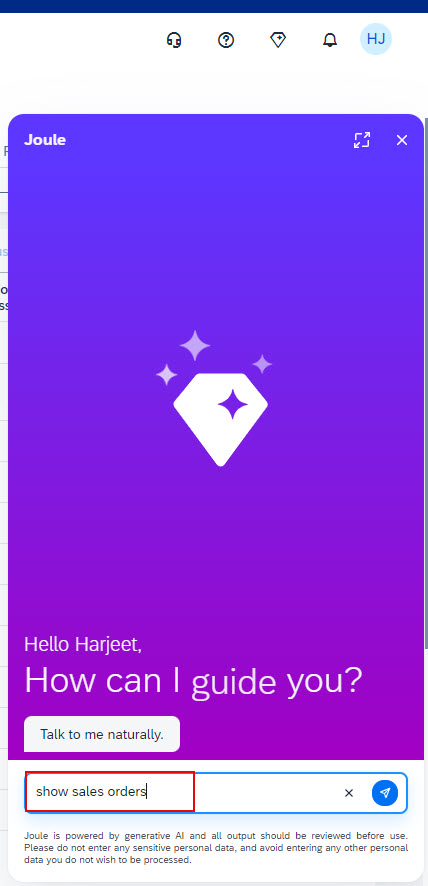 HJ
Joule
Hello Harjeet,
How can I guide you?
Talk to me naturally.
show sales orders
Joule is powered by generative AI and all output should be reviewed before use.
Please do not enter any sensitive personal data, and avoid entering any other personal
data you do not wish to be processed.